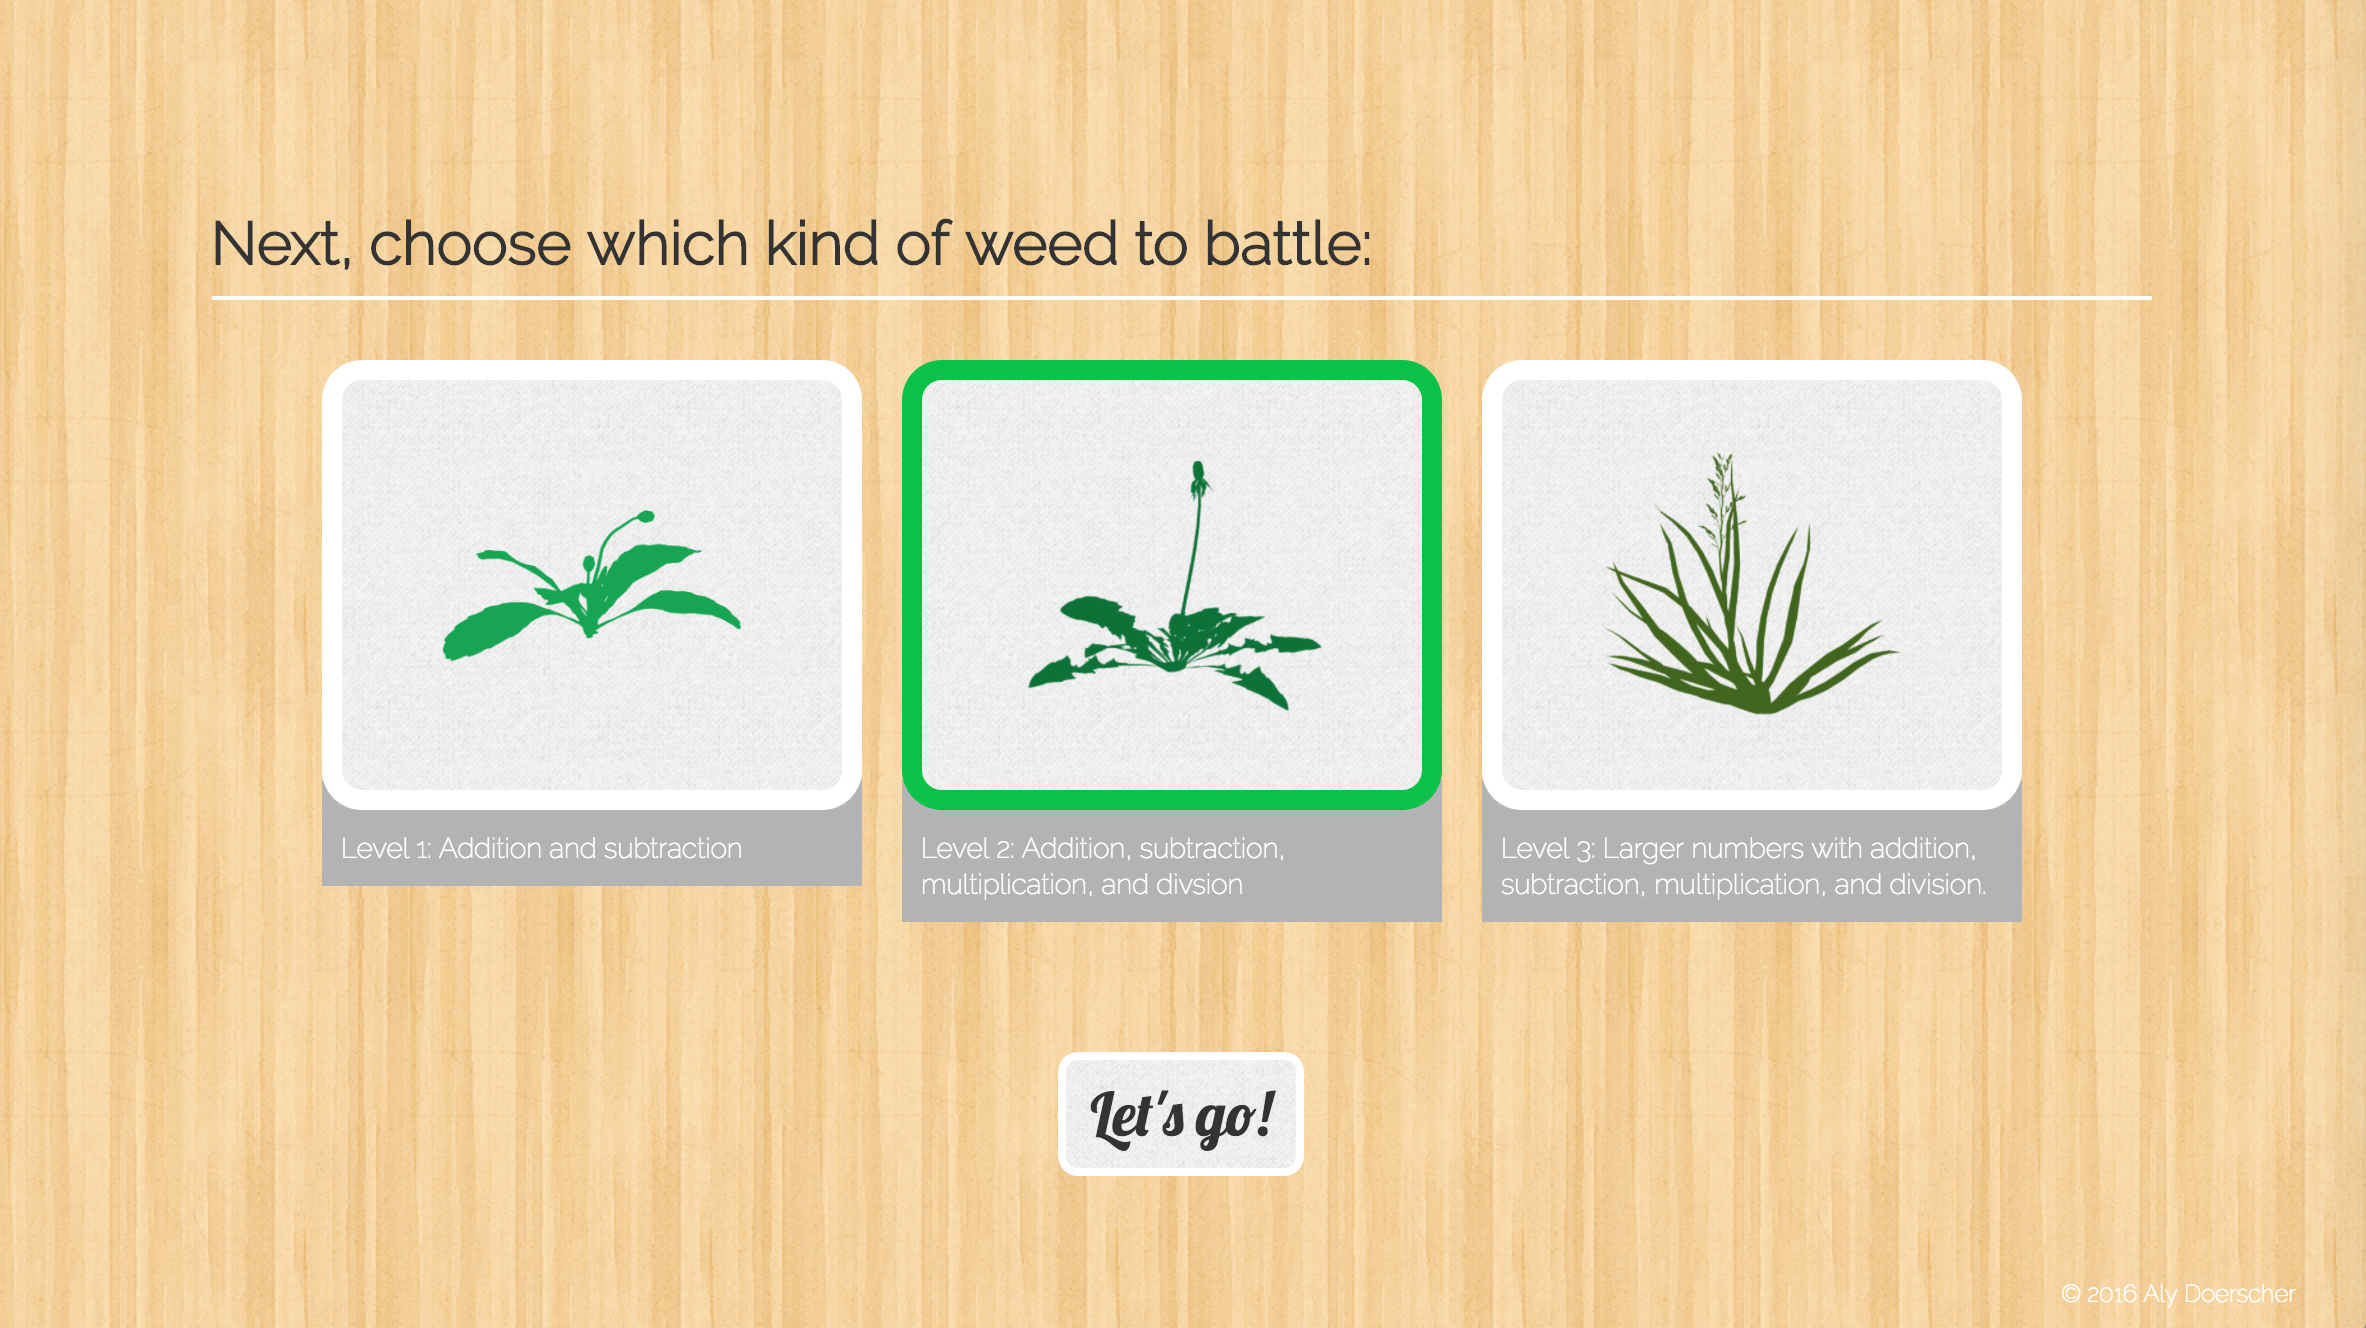 Next, choose which kind of weed to battle:
Level 1: Addition and subtraction
Level 2: Addition, subtraction,
multiplication, and divsion
Level 3: Larger numbers with addition,
subtraction, multiplication, and division.
Let's go!
© 2016 Aly Doerscher